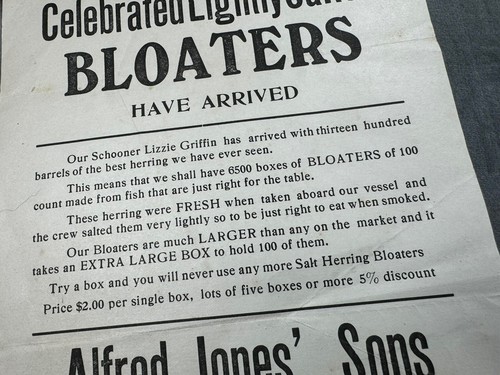 Celebrated Lightly
BLOATERS
HAVE ARRIVED
Our Schooner Lizzie Griffin has arrived with thirteen hundred
barrels of the best herring we have ever seen.
This means that we shall have 6500 boxes of BLOATERS of 100
count made from fish that are just right for the table.
These herring were FRESH when taken aboard our vessel and
the crew salted them very lightly so to be just right to eat when smoked.
Our Bloaters are much LARGER than any on the market and it
takes an EXTRA LARGE BOX to hold 100 of them.
Try a box and you will never use any more Salt Herring Bloaters
Price $2.00 per single box, lots of five boxes or more 5% discount
Alfred Jones' Sons